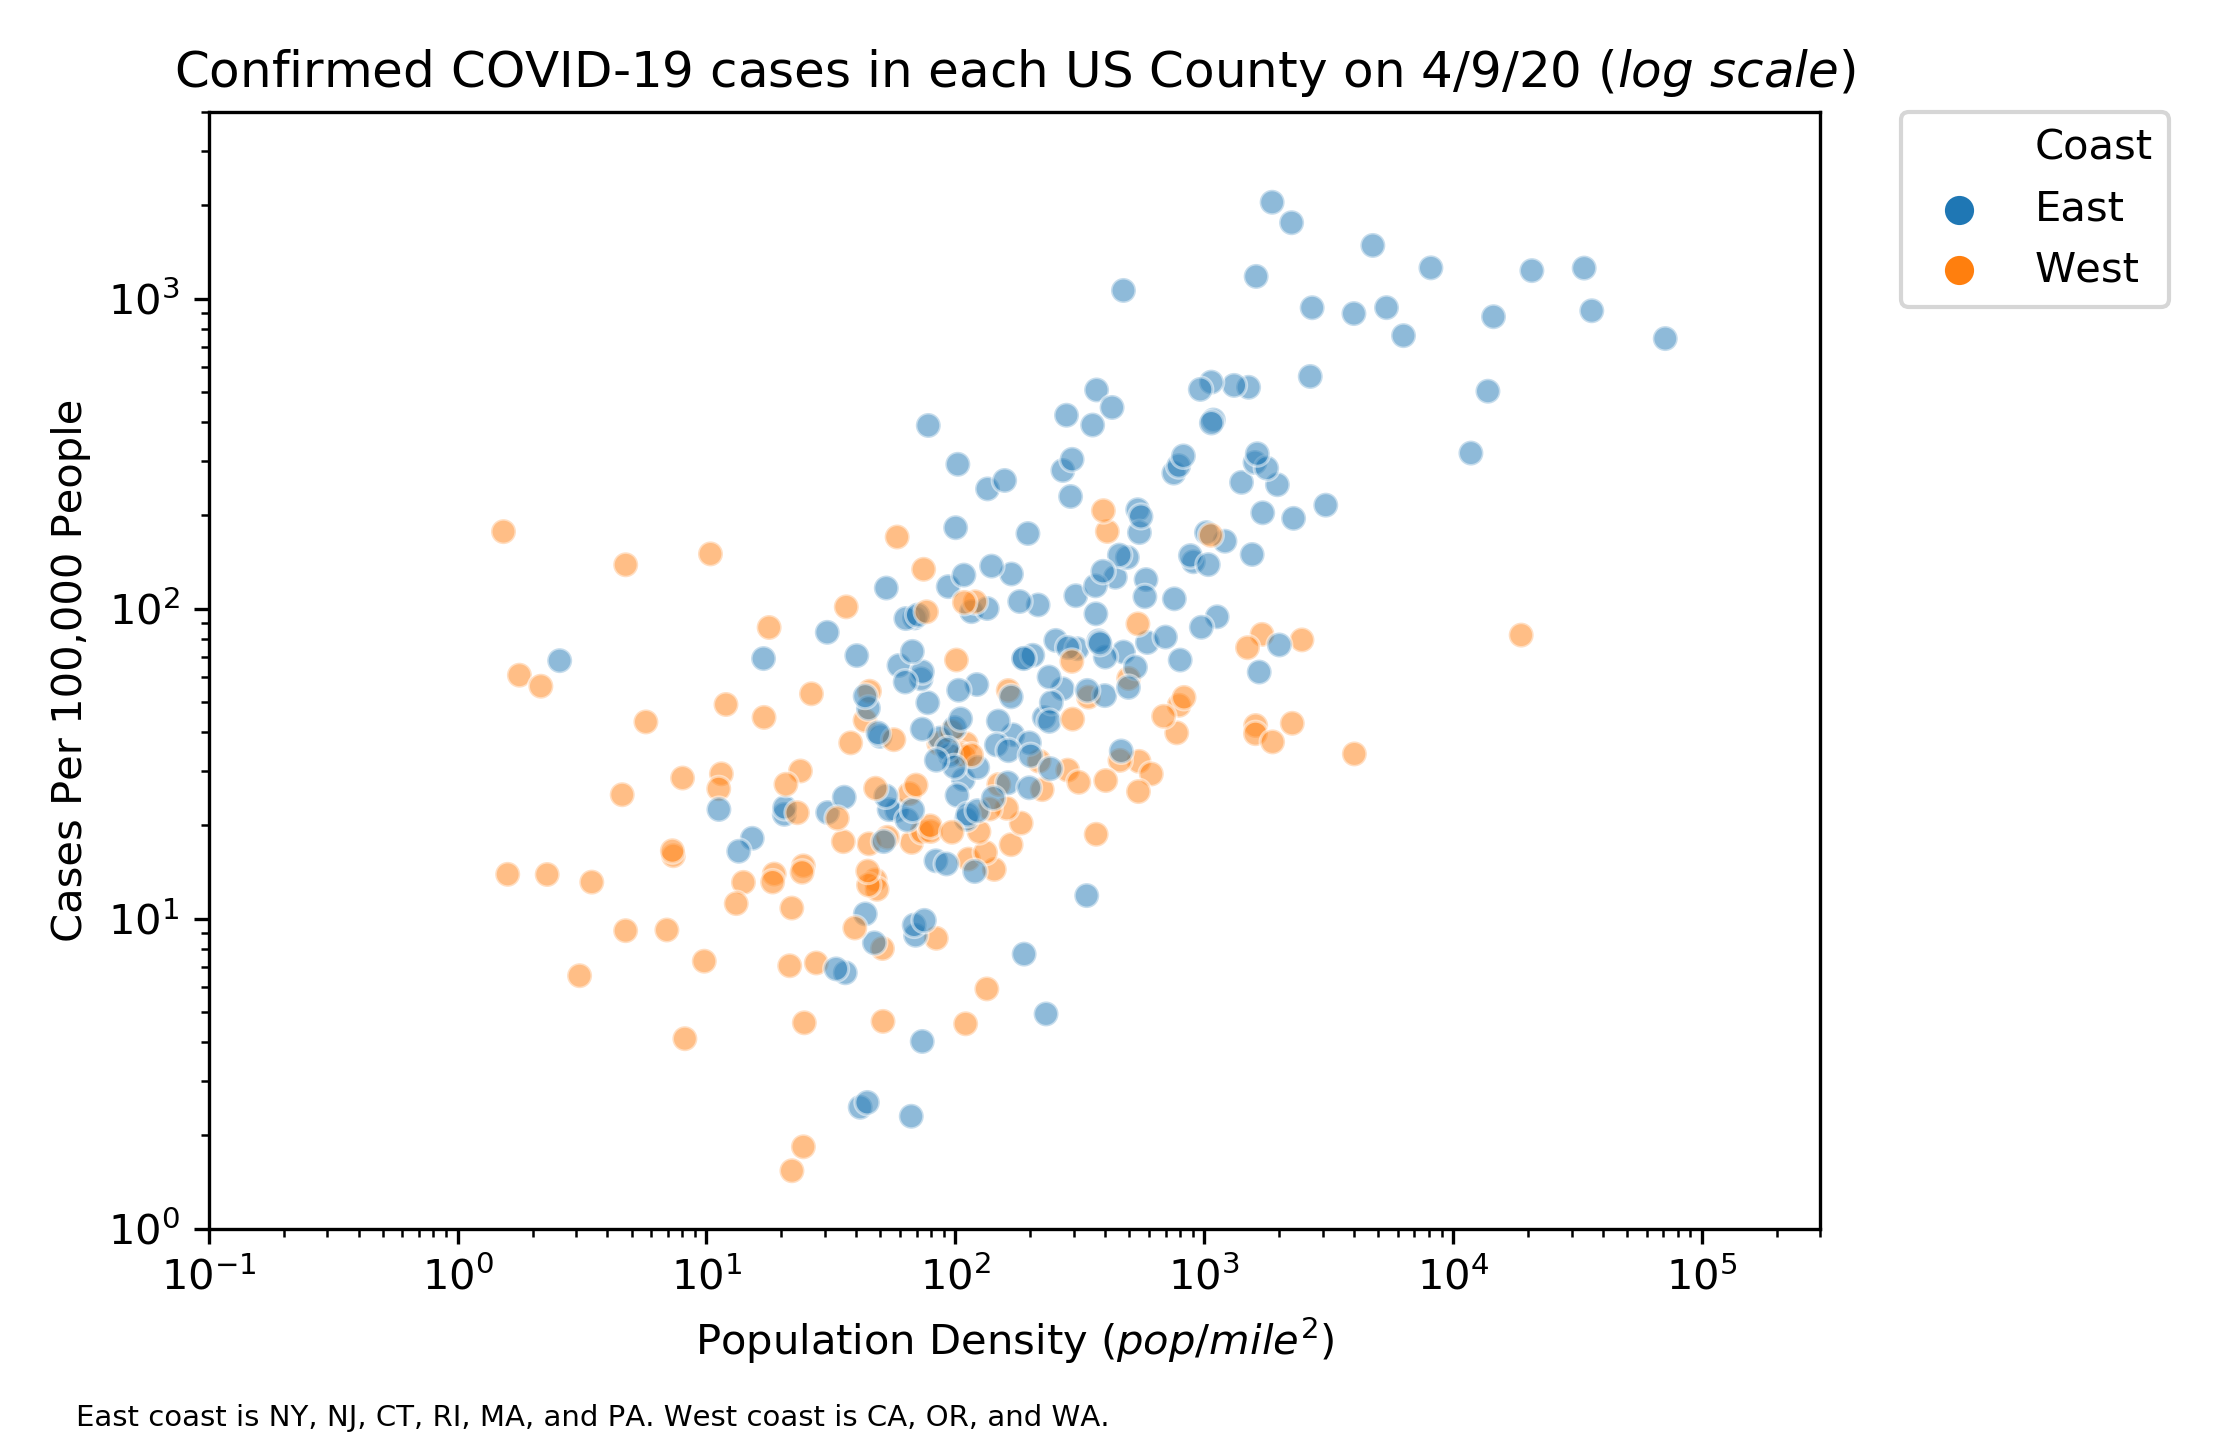 Confirmed COVID-19 cases in each US County on 4/9/20 (log scale)
Coast
East
West
Cases Per 100,000 People
10³
10²
10¹
10⁰
10⁻¹ 10⁰ 10¹ 10² 10³ 10⁴ 10⁵
Population Density (pop/mile²)
East coast is NY, NJ, CT, RI, MA, and PA. West coast is CA, OR, and WA.